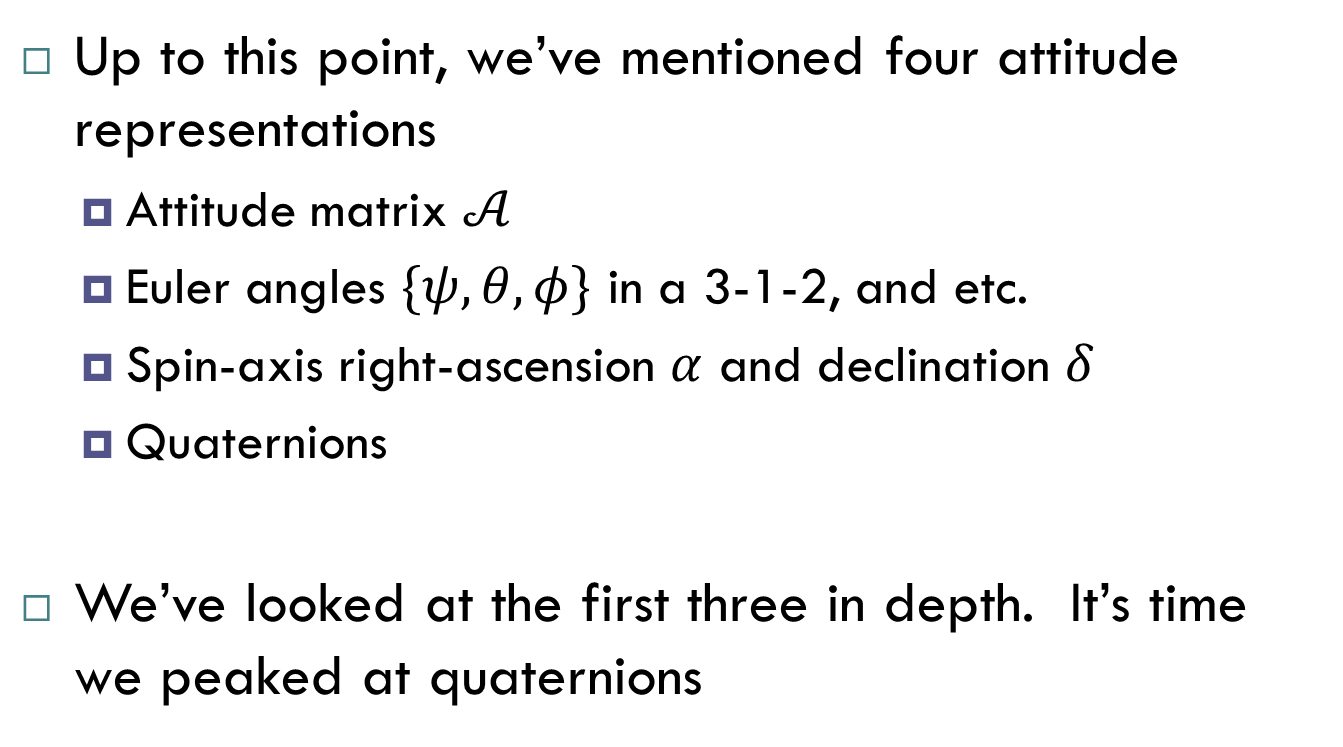 Up to this point, we’ve mentioned four attitude
representations
Attitude matrix 𝒜
Euler angles {𝜓, 𝜃, 𝜙} in a 3-1-2, and etc.
Spin-axis right-ascension 𝛼 and declination 𝛿
Quaternions
We’ve looked at the first three in depth.  It’s time
we peaked at quaternions